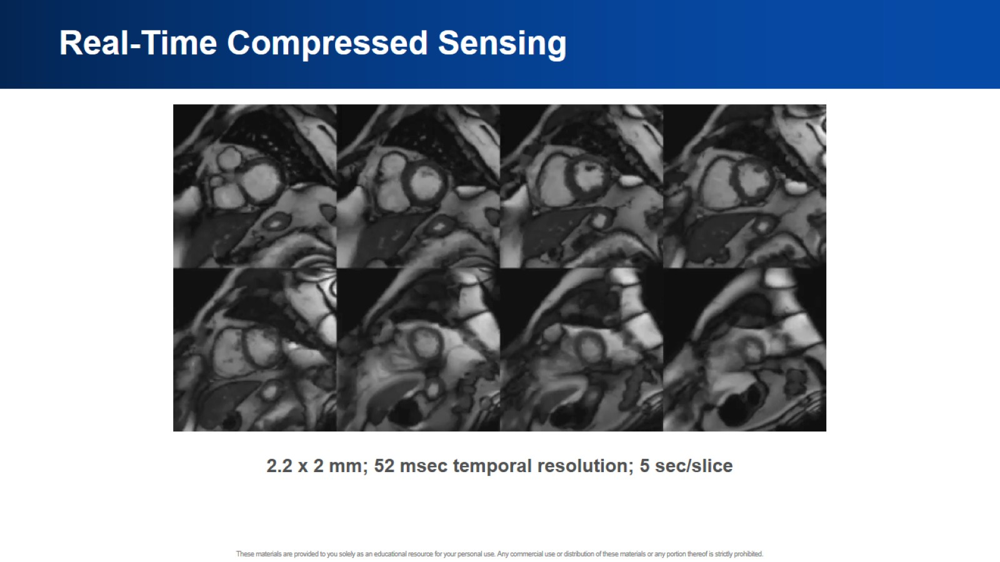 Real-Time Compressed Sensing
2.2 x 2 mm; 52 msec temporal resolution; 5 sec/slice
These materials are provided to you solely as an educational resource for your personal use. Any commercial use or distribution of these materials or any portion thereof is strictly prohibited.